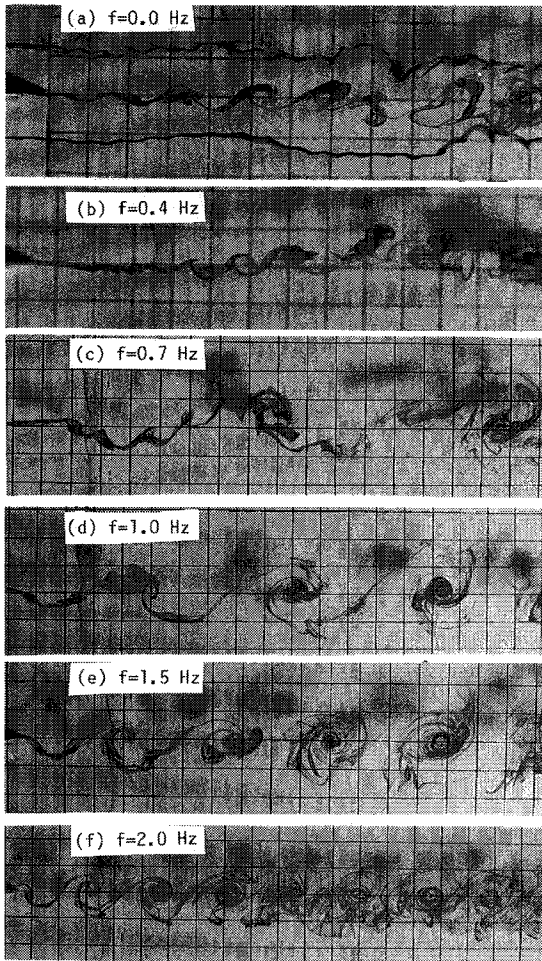 (a) f=0.0 Hz
(b) f=0.4 Hz
(c) f=0.7 Hz
(d) f=1.0 Hz
(e) f=1.5 Hz
(f) f=2.0 Hz